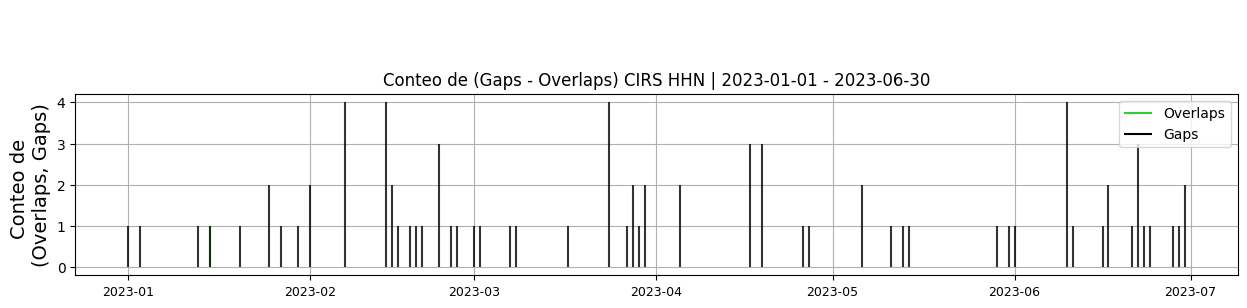 Conteo de (Gaps - Overlaps) CIRS HHN | 2023-01-01 - 2023-06-30
Conteo de
(Overlaps, Gaps)
4
3
2
1
0
Overlaps
Gaps
2023-01 2023-02 2023-03 2023-04 2023-05 2023-06 2023-07